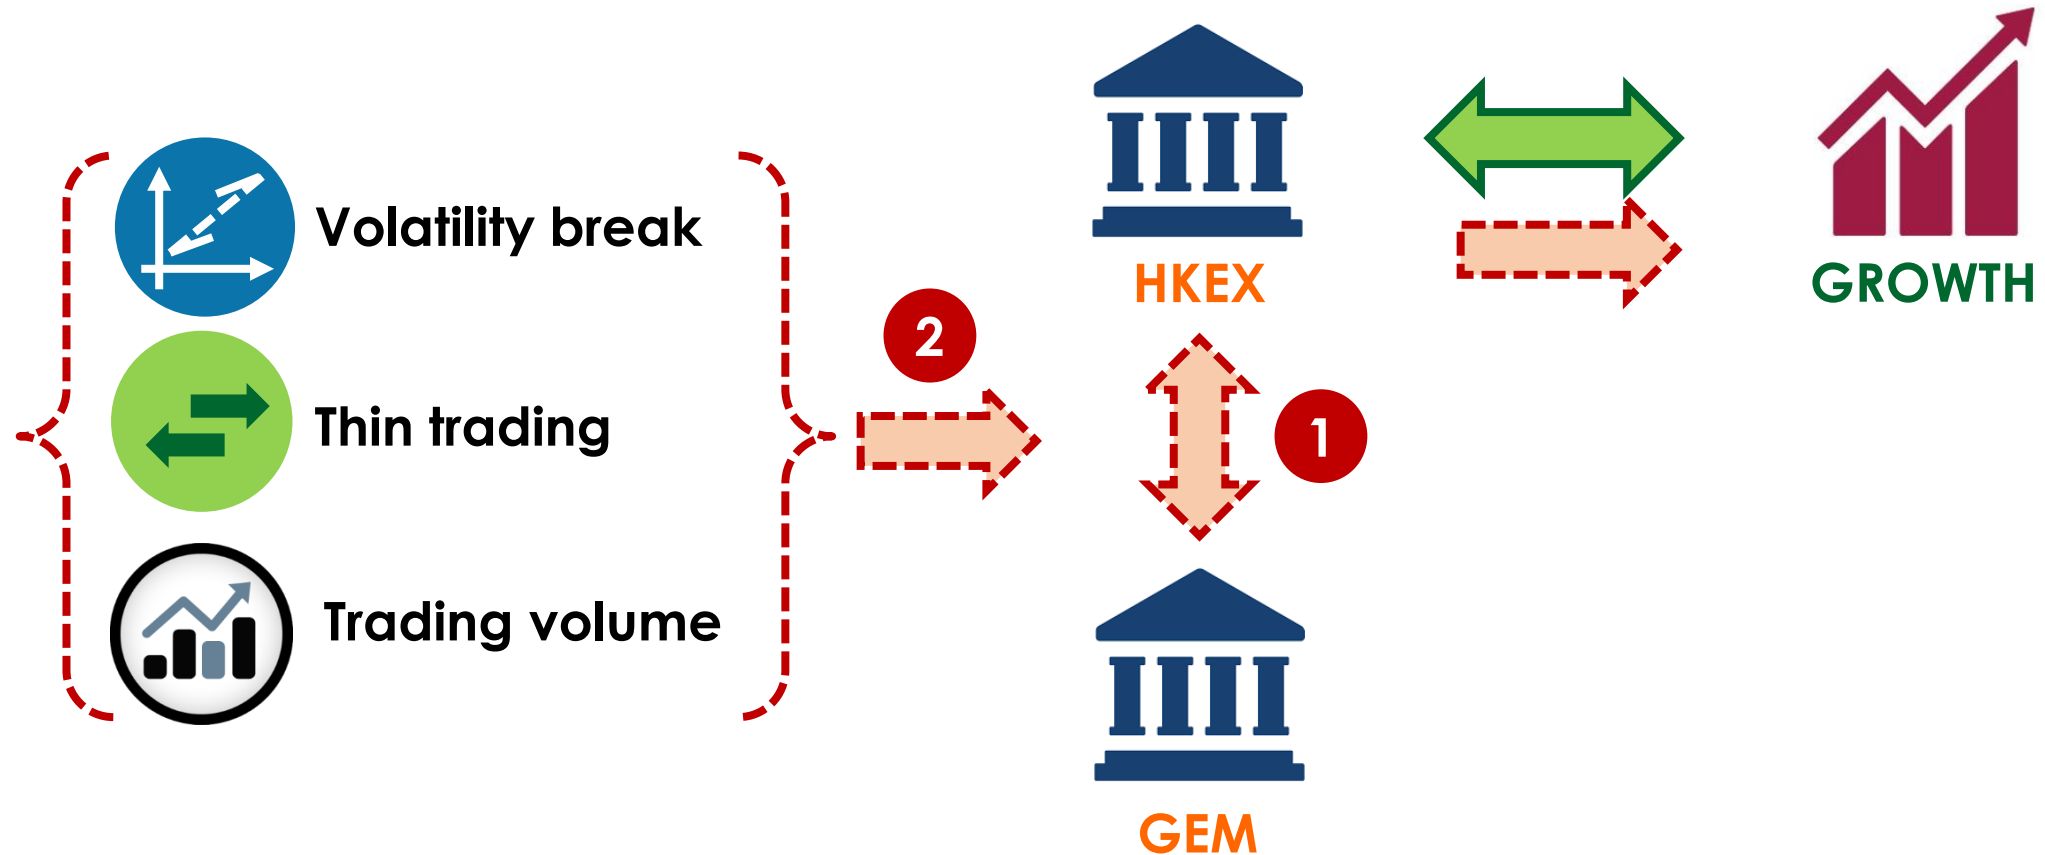 Volatility break
Thin trading
Trading volume
2
HKEX
1
GEM
GROWTH